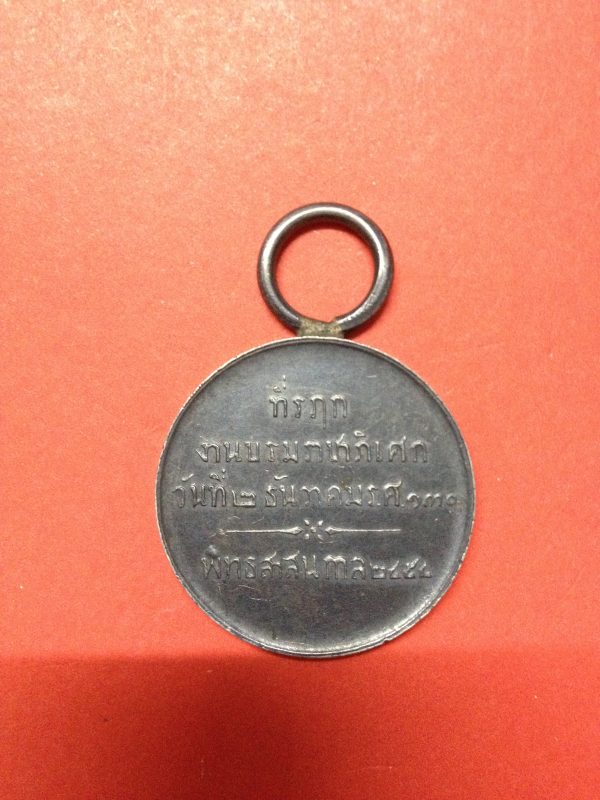 ที่รฦก
งานบรมราชาภิเศก
วันที่ ๒ ธันวาคม ร,ศ,๑๓๐
พุทธสาสนกาล ๒๔๕๔